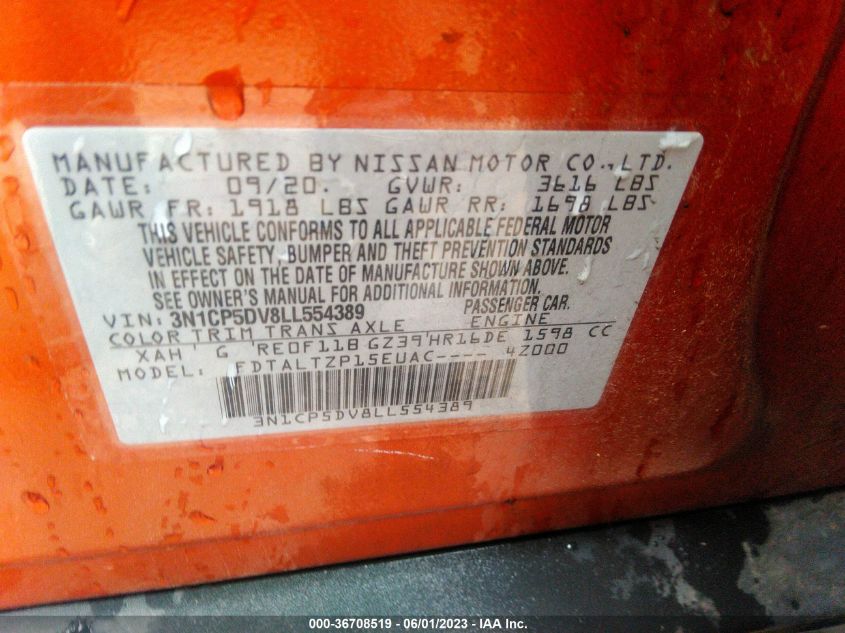 MANUFACTURED BY NISSAN MOTOR CO., LTD.
DATE: 09/20. GVWR: 3616 LBS
GAWR FR: 1918 LBS GAWR RR: 1698 LBS
THIS VEHICLE CONFORMS TO ALL APPLICABLE FEDERAL MOTOR
VEHICLE SAFETY, BUMPER AND THEFT PREVENTION STANDARDS
IN EFFECT ON THE DATE OF MANUFACTURE SHOWN ABOVE.
SEE OWNER'S MANUAL FOR ADDITIONAL INFORMATION.
VIN: 3N1CP5DV8LL554389 PASSENGER CAR.
COLOR TRIM TRANS AXLE ENGINE
XAH' G 'RE0F11B GZ39'HR16DE 1598 CC
MODEL: FDTALTZP15EUAC---- 4Z000
3N1CP5DV8LL554389
000-36708519 - 06/01/2023 - IAA Inc.